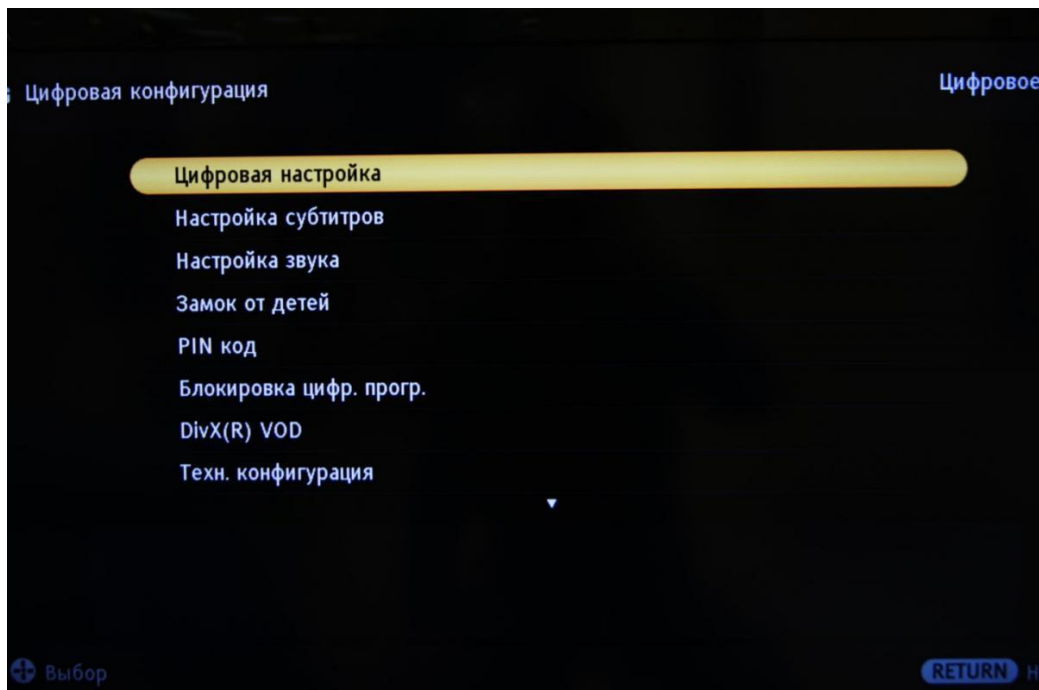 Цифровая конфигурация
Цифровое
Цифровая настройка
Настройка субтитров
Настройка звука
Замок от детей
PIN код
Блокировка цифр. прогр.
DivX(R) VOD
Техн. конфигурация
Выбор
RETURN